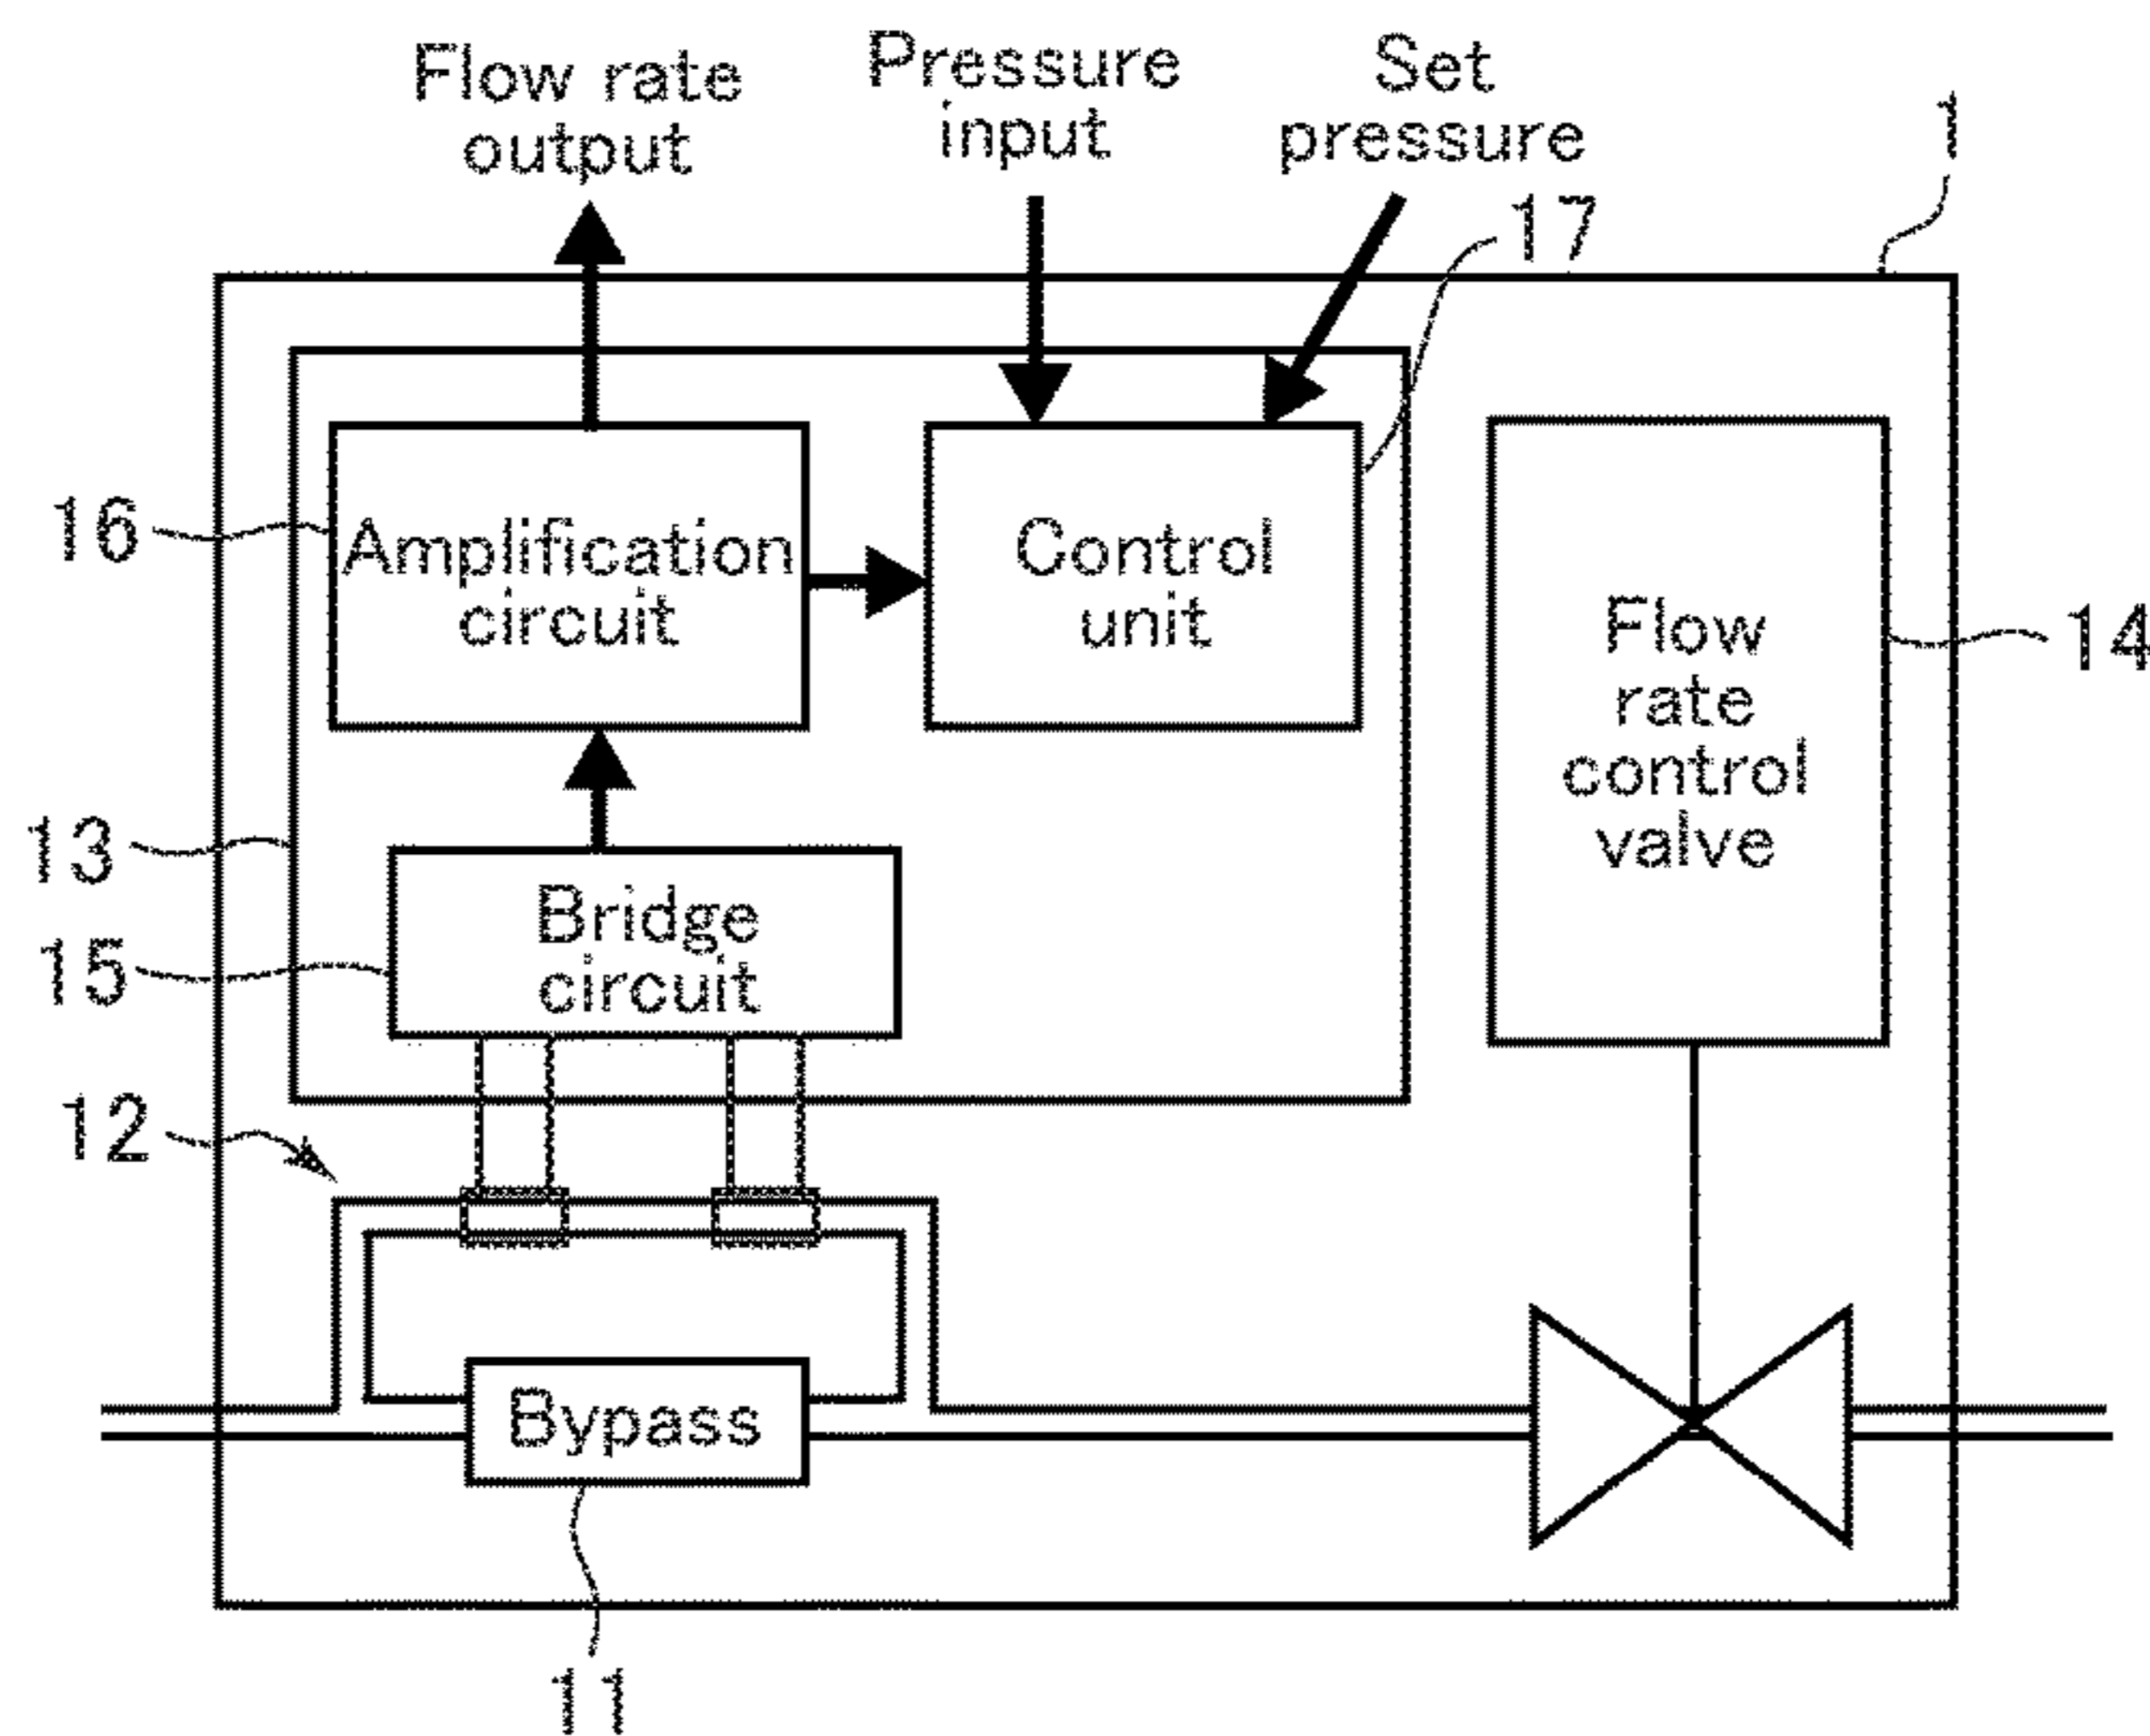 Flow rate
output
Pressure
input
Set
pressure
1
17
16
Amplification
circuit
Control
unit
Flow
rate
control
valve
14
13
15
Bridge
circuit
12
Bypass
11